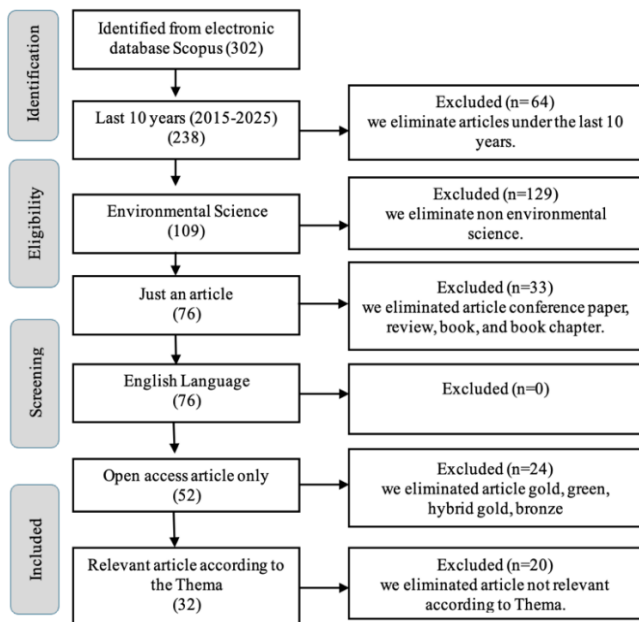 Identification
Identified from electronic
database Scopus (302)
Last 10 years (2015-2025)
(238)
Excluded (n=64)
we eliminate articles under the last 10
years.
Eligibility
Environmental Science
(109)
Excluded (n=129)
we eliminate non environmental
science.
Just an article
(76)
Excluded (n=33)
we eliminated article conference paper,
review, book, and book chapter.
Screening
English Language
(76)
Excluded (n=0)
Open access article only
(52)
Excluded (n=24)
we eliminated article gold, green,
hybrid gold, bronze
Included
Relevant article according to
the Thema
(32)
Excluded (n=20)
we eliminated article not relevant
according to Thema.